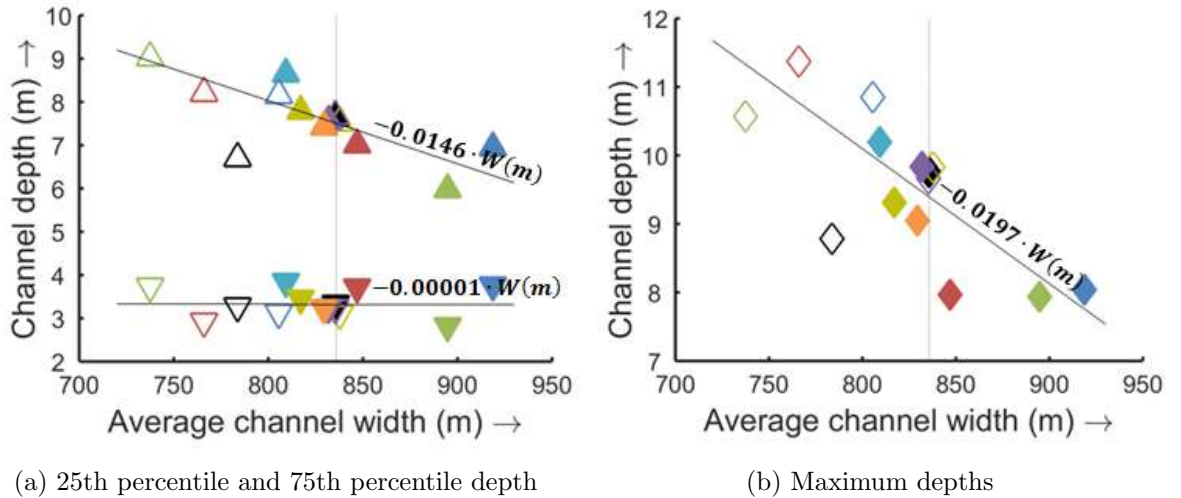 10
9
8
7
6
5
4
3
2
700 750 800 850 900 950
Channel depth (m) →
Average channel width (m) →
−0.0146 · W(m)
−0.00001 · W(m)
(a) 25th percentile and 75th percentile depth
12
11
10
9
8
7
700 750 800 850 900 950
Channel depth (m) →
Average channel width (m) →
−0.0197 · W(m)
(b) Maximum depths